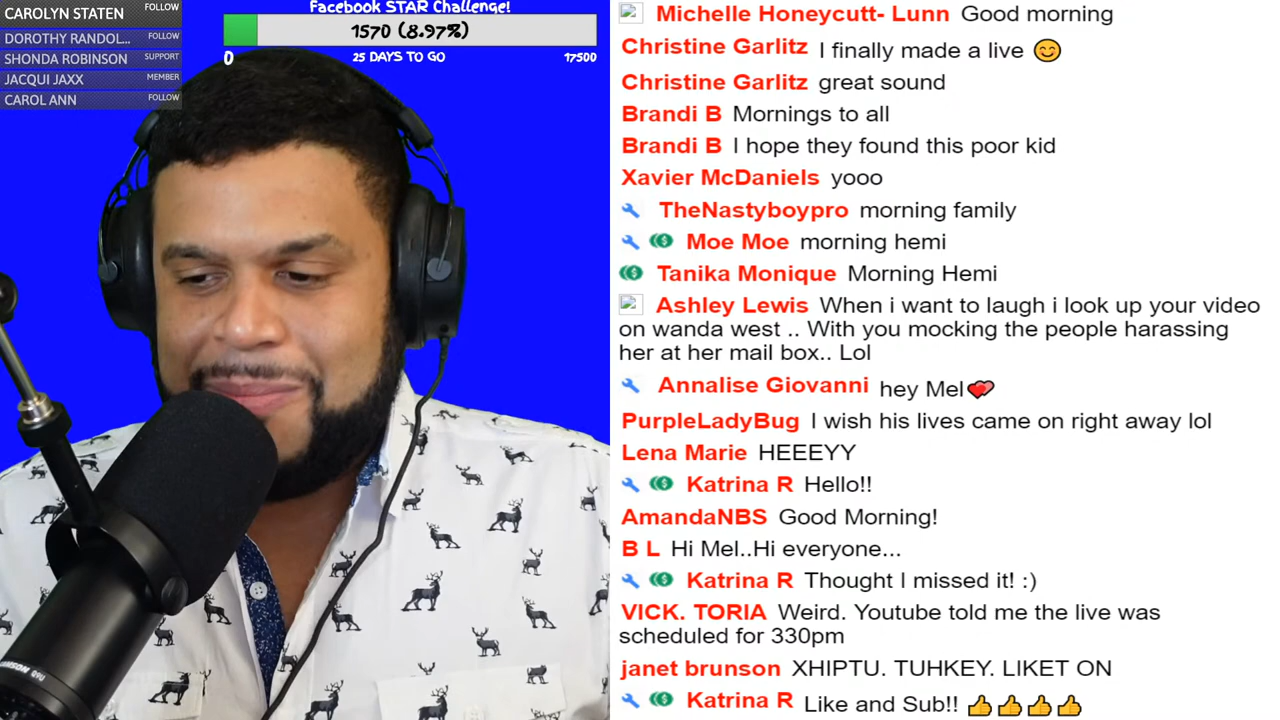 CAROLYN STATEN FOLLOW
DOROTHY RANDOL... FOLLOW
SHONDA ROBINSON SUPPORT
JACQUI JAXX MEMBER
CAROL ANN FOLLOW
Facebook STAR Challenge!
1570 (8.97%)
0 25 DAYS TO GO 17500
Michelle Honeycutt- Lunn Good morning
Christine Garlitz I finally made a live 😊
Christine Garlitz great sound
Brandi B Mornings to all
Brandi B I hope they found this poor kid
Xavier McDaniels yooo
TheNastyboypro morning family
Moe Moe morning hemi
Tanika Monique Morning Hemi
Ashley Lewis When i want to laugh i look up your video
on wanda west .. With you mocking the people harassing
her at her mail box.. Lol
Annalise Giovanni hey Mel💕
PurpleLadyBug I wish his lives came on right away lol
Lena Marie HEEEYY
Katrina R Hello!!
AmandaNBS Good Morning!
B L Hi Mel..Hi everyone...
Katrina R Thought I missed it! :)
VICK. TORIA Weird. Youtube told me the live was
scheduled for 330pm
janet brunson XHIPTU. TUHKEY. LIKET ON
Katrina R Like and Sub!! 👍👍👍👍